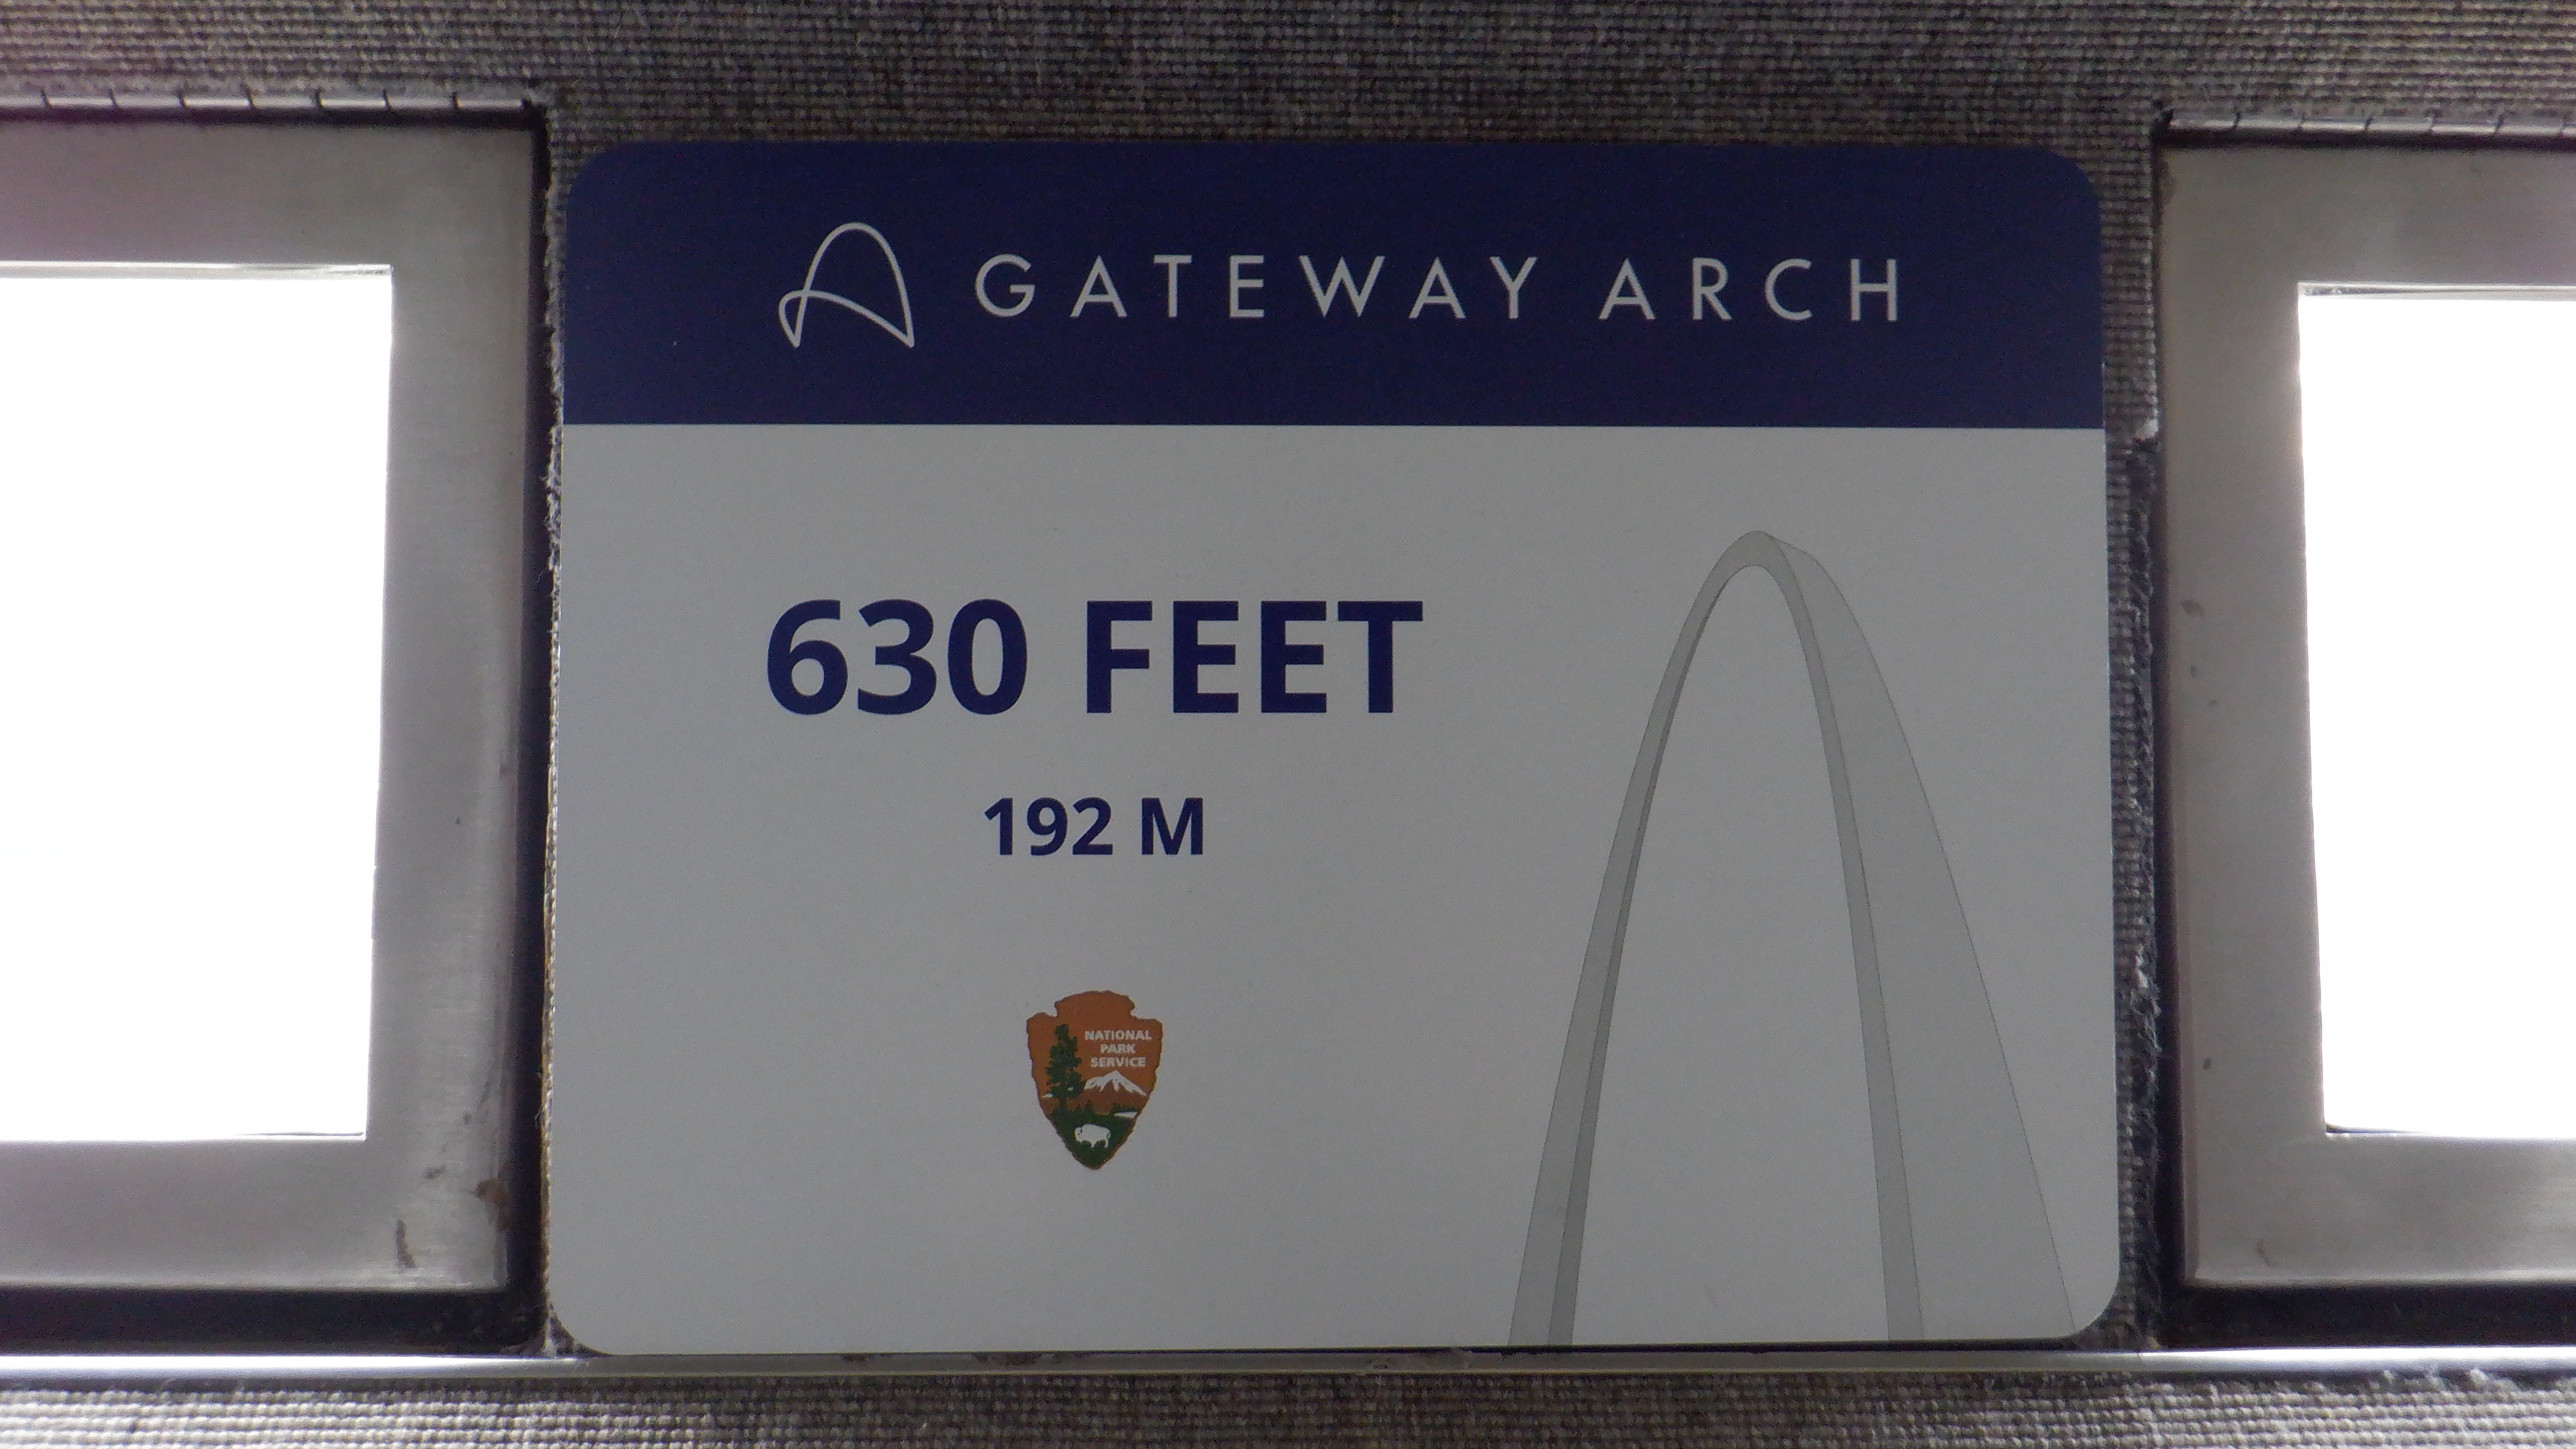 GATEWAY ARCH
630 FEET
192 M
NATIONAL
PARK
SERVICE